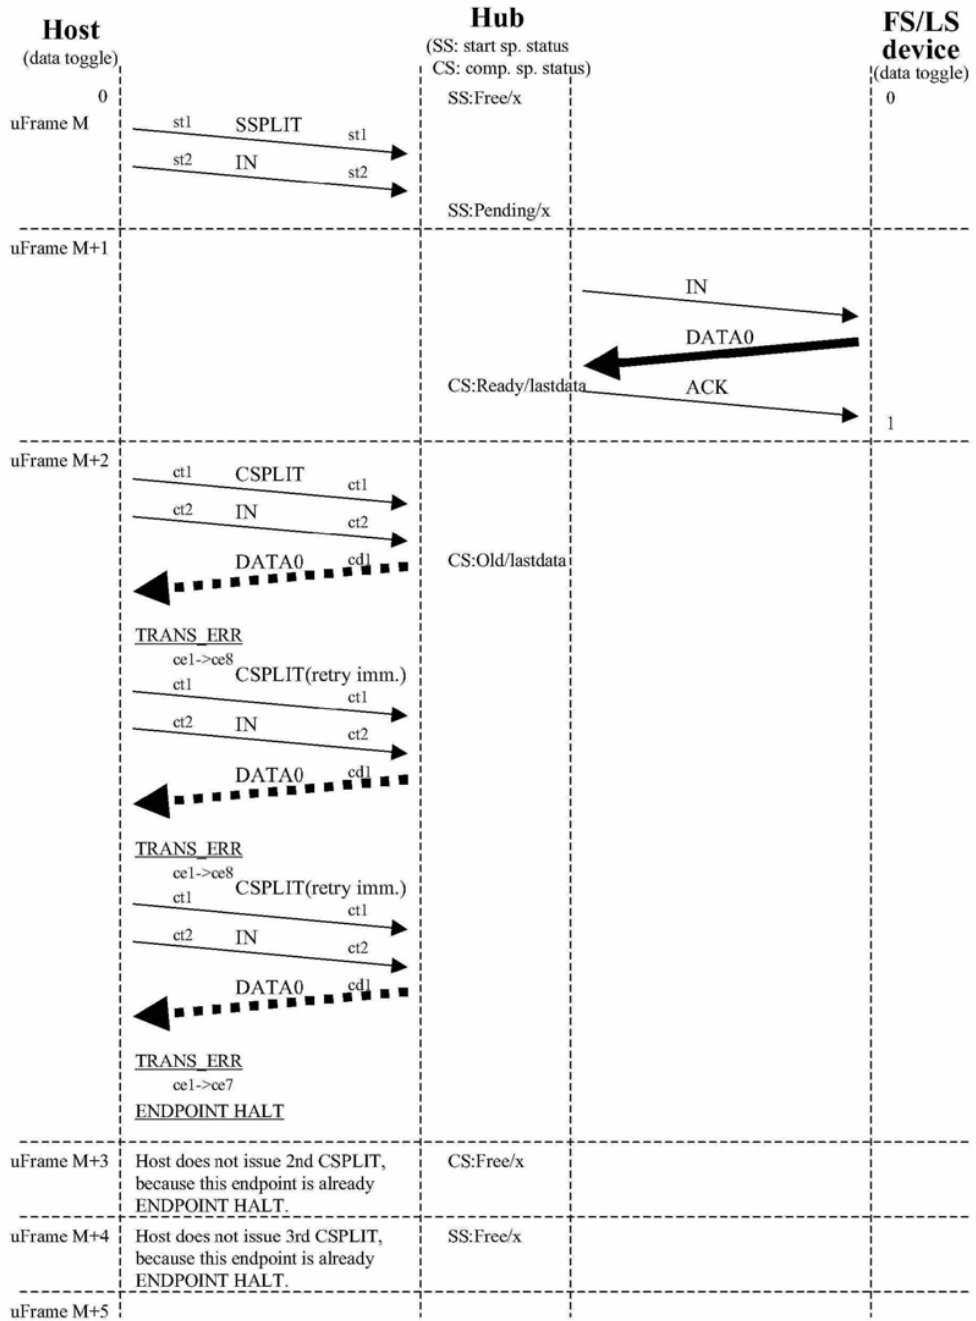 Host
(data toggle)
Hub
(SS: start sp. status
CS: comp. sp. status)
FS/LS
device
(data toggle)
0
SS:Free/x
0
uFrame M
st1
SSPLIT
st1
st2
IN
st2
SS:Pending/x
uFrame M+1
IN
DATA0
CS:Ready/lastdata
ACK
1
uFrame M+2
ct1
CSPLIT
ct1
ct2
IN
ct2
DATA0
cd1
CS:Old/lastdata
TRANS_ERR
ce1->ce8
CSPLIT(retry imm.)
ct1
ct1
ct2
IN
ct2
DATA0
cd1
TRANS_ERR
ce1->ce8
CSPLIT(retry imm.)
ct1
ct1
ct2
IN
ct2
DATA0
cd1
TRANS_ERR
ce1->ce7
ENDPOINT HALT
uFrame M+3
Host does not issue 2nd CSPLIT,
because this endpoint is already
ENDPOINT HALT.
CS:Free/x
uFrame M+4
Host does not issue 3rd CSPLIT,
because this endpoint is already
ENDPOINT HALT.
SS:Free/x
uFrame M+5